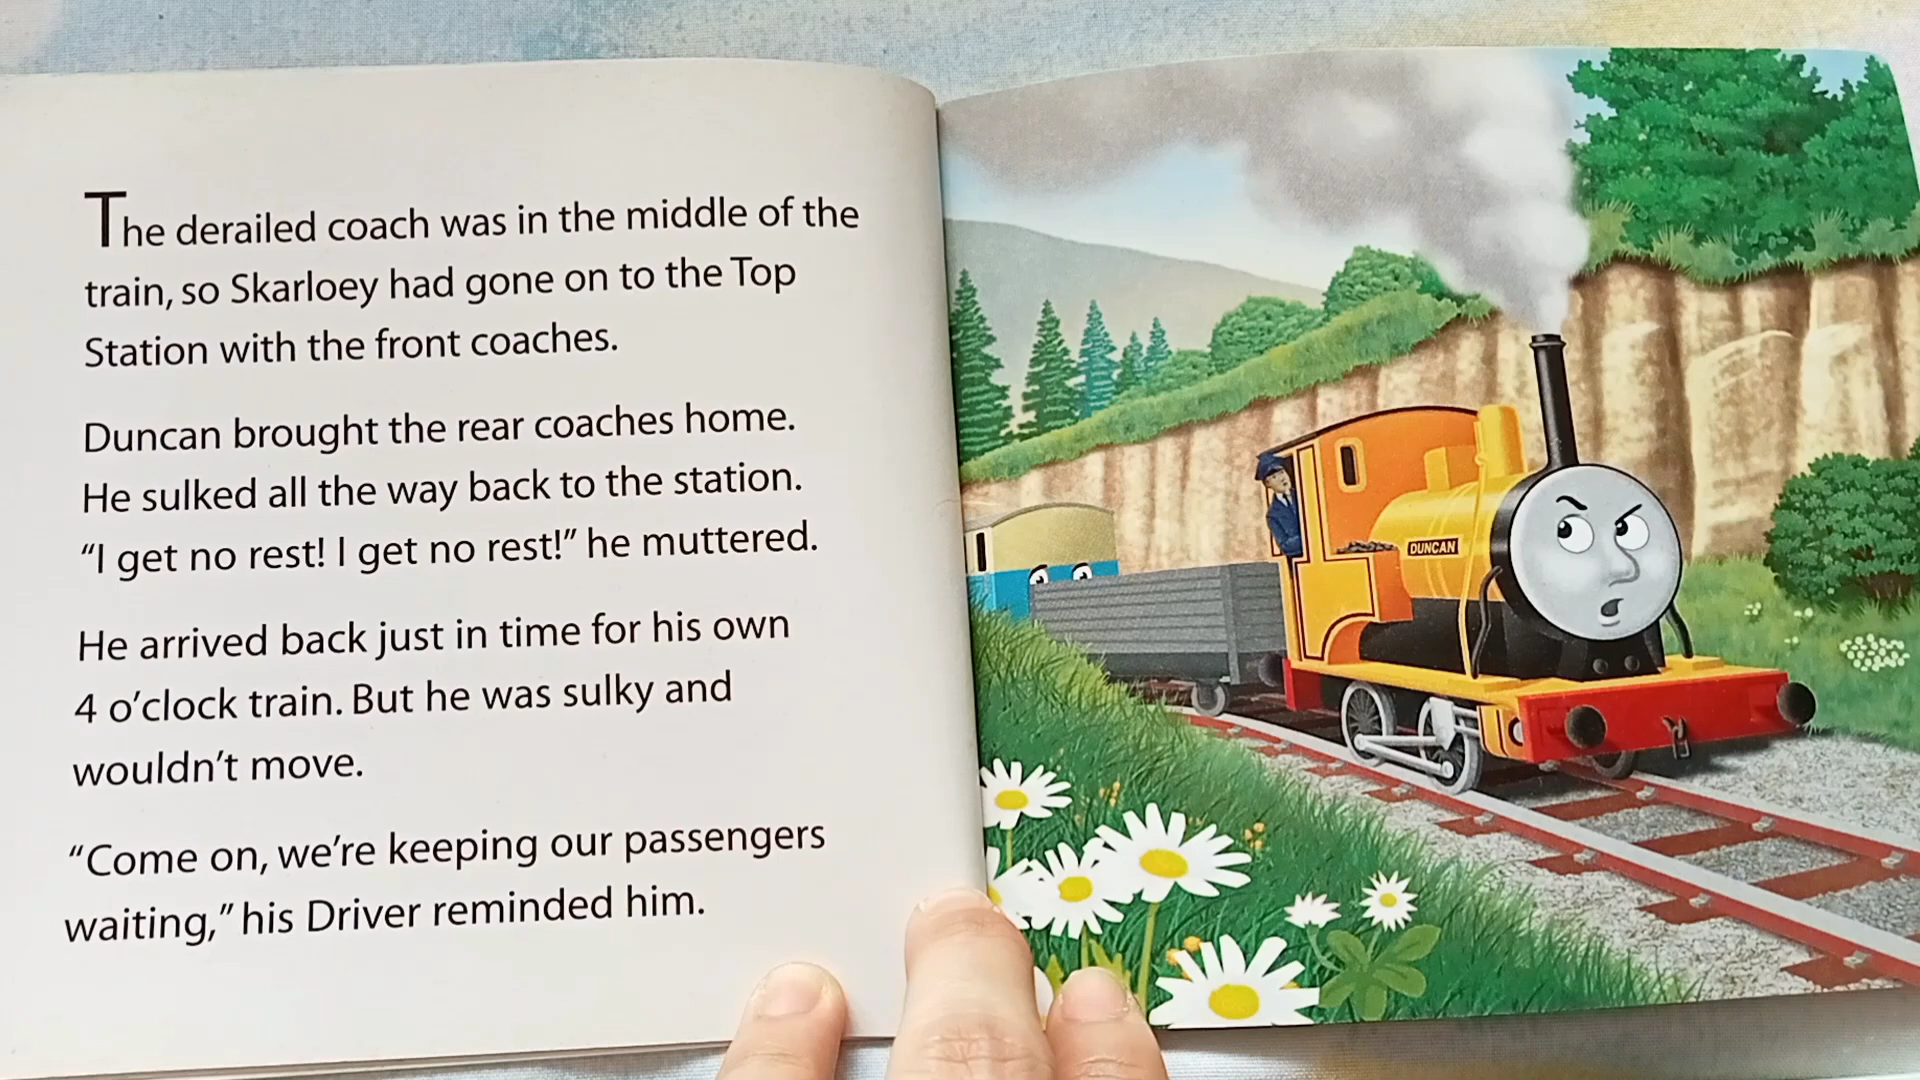 The derailed coach was in the middle of the
train, so Skarloey had gone on to the Top
Station with the front coaches.
Duncan brought the rear coaches home.
He sulked all the way back to the station.
“I get no rest! I get no rest!” he muttered.
He arrived back just in time for his own
4 o’clock train. But he was sulky and
wouldn’t move.
“Come on, we’re keeping our passengers
waiting,” his Driver reminded him.
DUNCAN